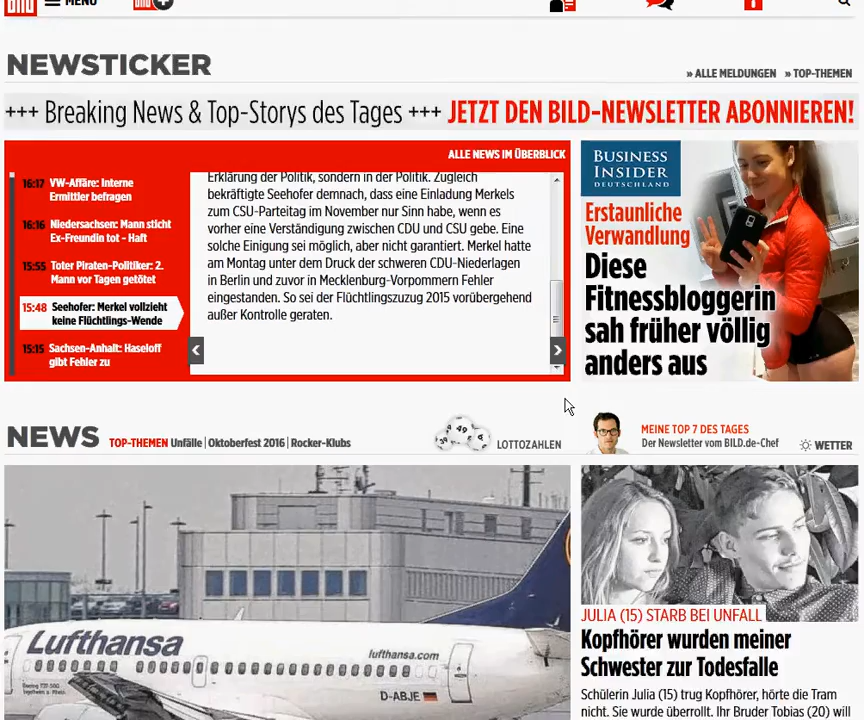 BILD
MENÜ
BILD
NEWSTICKER
» ALLE MELDUNGEN » TOP-THEMEN
+++ Breaking News & Top-Storys des Tages +++ JETZT DEN BILD-NEWSLETTER ABONNIEREN!
ALLE NEWS IM ÜBERBLICK
16:17 VW-Affäre: Interne
Ermittler befragen
16:16 Niedersachsen: Mann sticht
Ex-Freundin tot - Haft
15:55 Toter Piraten-Politiker: 2.
Mann vor Tagen getötet
15:48 Seehofer: Merkel vollzieht
keine Flüchtlings-Wende
15:15 Sachsen-Anhalt: Haseloff
gibt Fehler zu
Erklärung der Politik, sondern in der Politik. Zugleich
bekräftigte Seehofer demnach, dass eine Einladung Merkels
zum CSU-Parteitag im November nur Sinn habe, wenn es
vorher eine Verständigung zwischen CDU und CSU gebe. Eine
solche Einigung sei möglich, aber nicht garantiert. Merkel hatte
am Montag unter dem Druck der schweren CDU-Niederlagen
in Berlin und zuvor in Mecklenburg-Vorpommern Fehler
eingestanden. So sei der Flüchtlingszuzug 2015 vorübergehend
außer Kontrolle geraten.
BUSINESS
INSIDER
DEUTSCHLAND
Erstaunliche
Verwandlung
Diese
Fitnessbloggerin
sah früher völlig
anders aus
NEWS TOP-THEMEN Unfälle | Oktoberfest 2016 | Rocker-Klubs
49
LOTTOZAHLEN
MEINE TOP 7 DES TAGES
Der Newsletter vom BILD.de-Chef
WETTER
Lufthansa
lufthansa.com
D-ABJE
JULIA (15) STARB BEI UNFALL
Kopfhörer wurden meiner
Schwester zur Todesfalle
Schülerin Julia (15) trug Kopfhörer, hörte die Tram
nicht. Sie wurde überrollt. Ihr Bruder Tobias (20) will